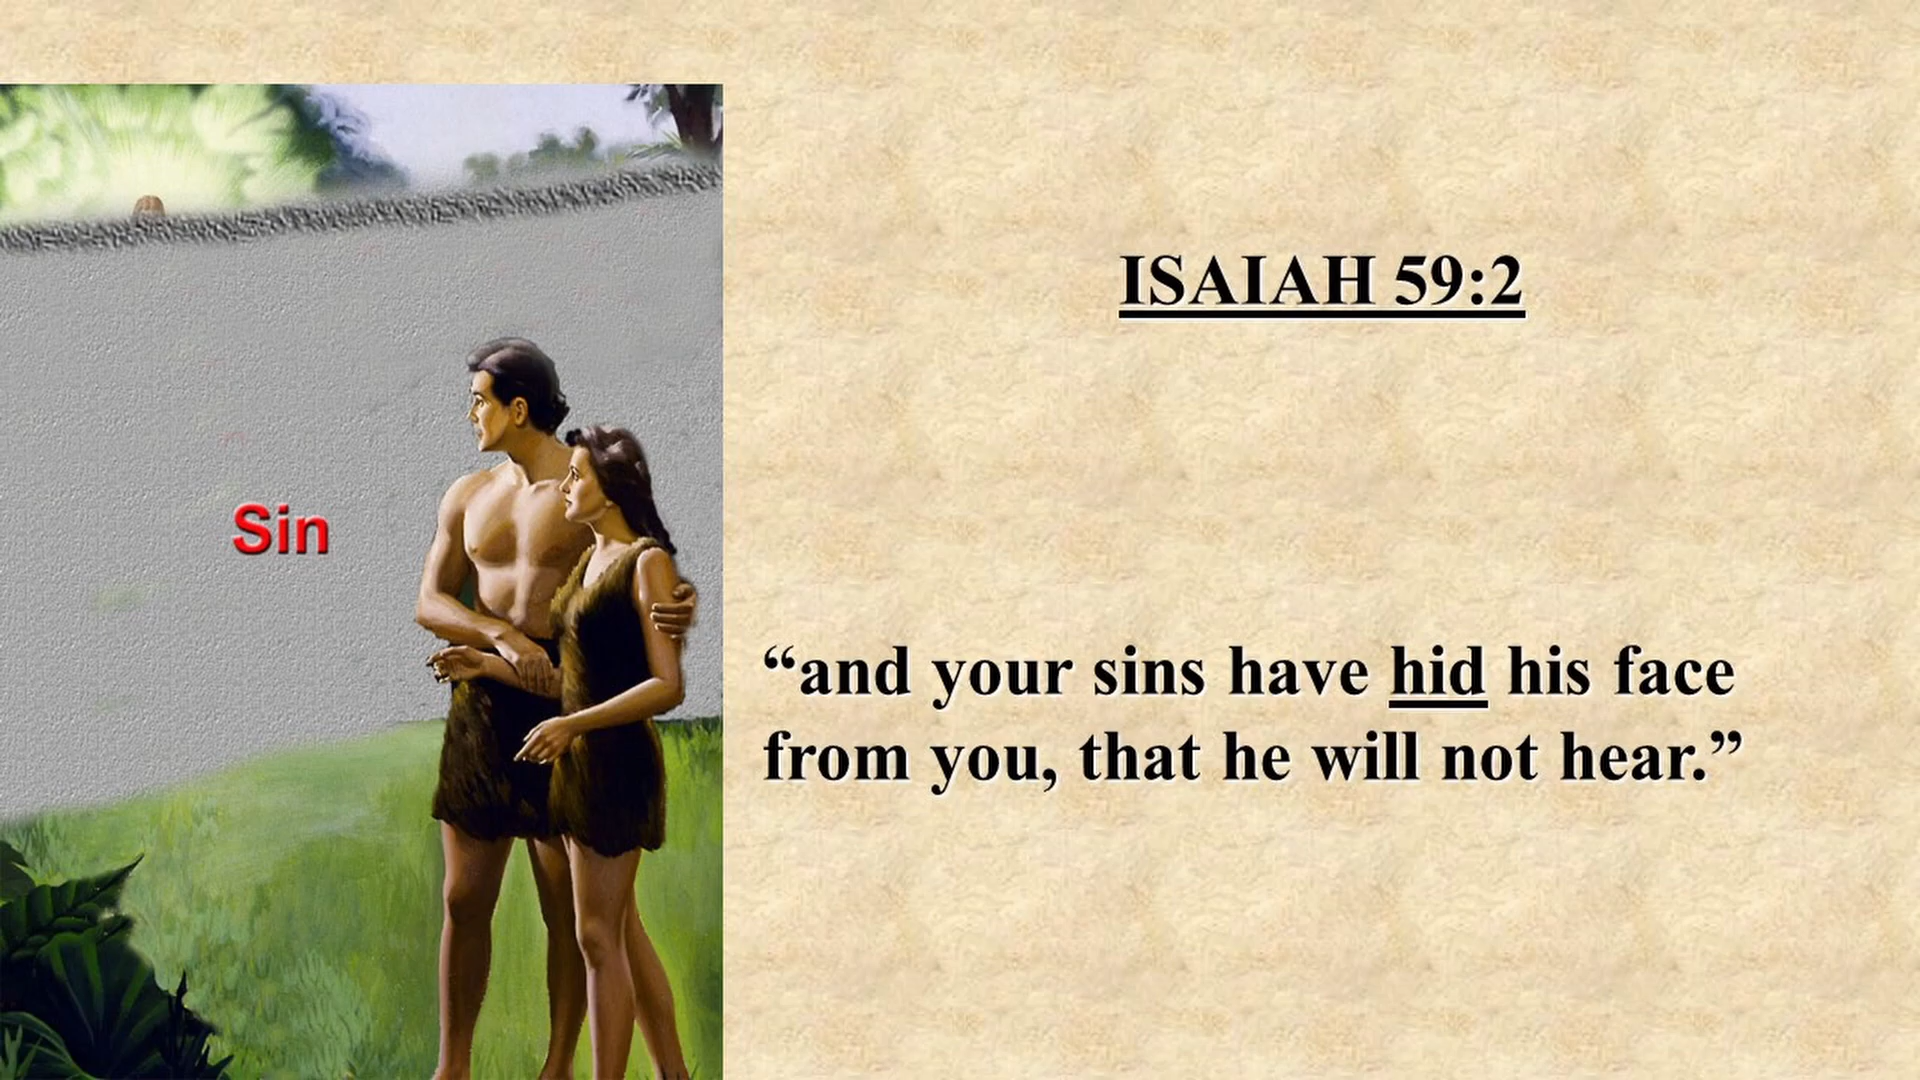 ISAIAH 59:2
Sin
“and your sins have hid his face
from you, that he will not hear.”